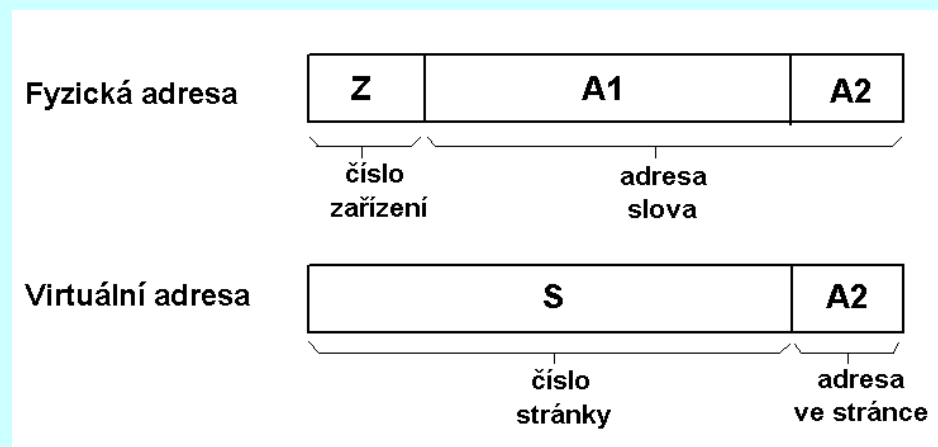 Fyzická adresa
Z
A1
A2
číslo
zařízení
adresa
slova
Virtuální adresa
S
A2
číslo
stránky
adresa
ve stránce